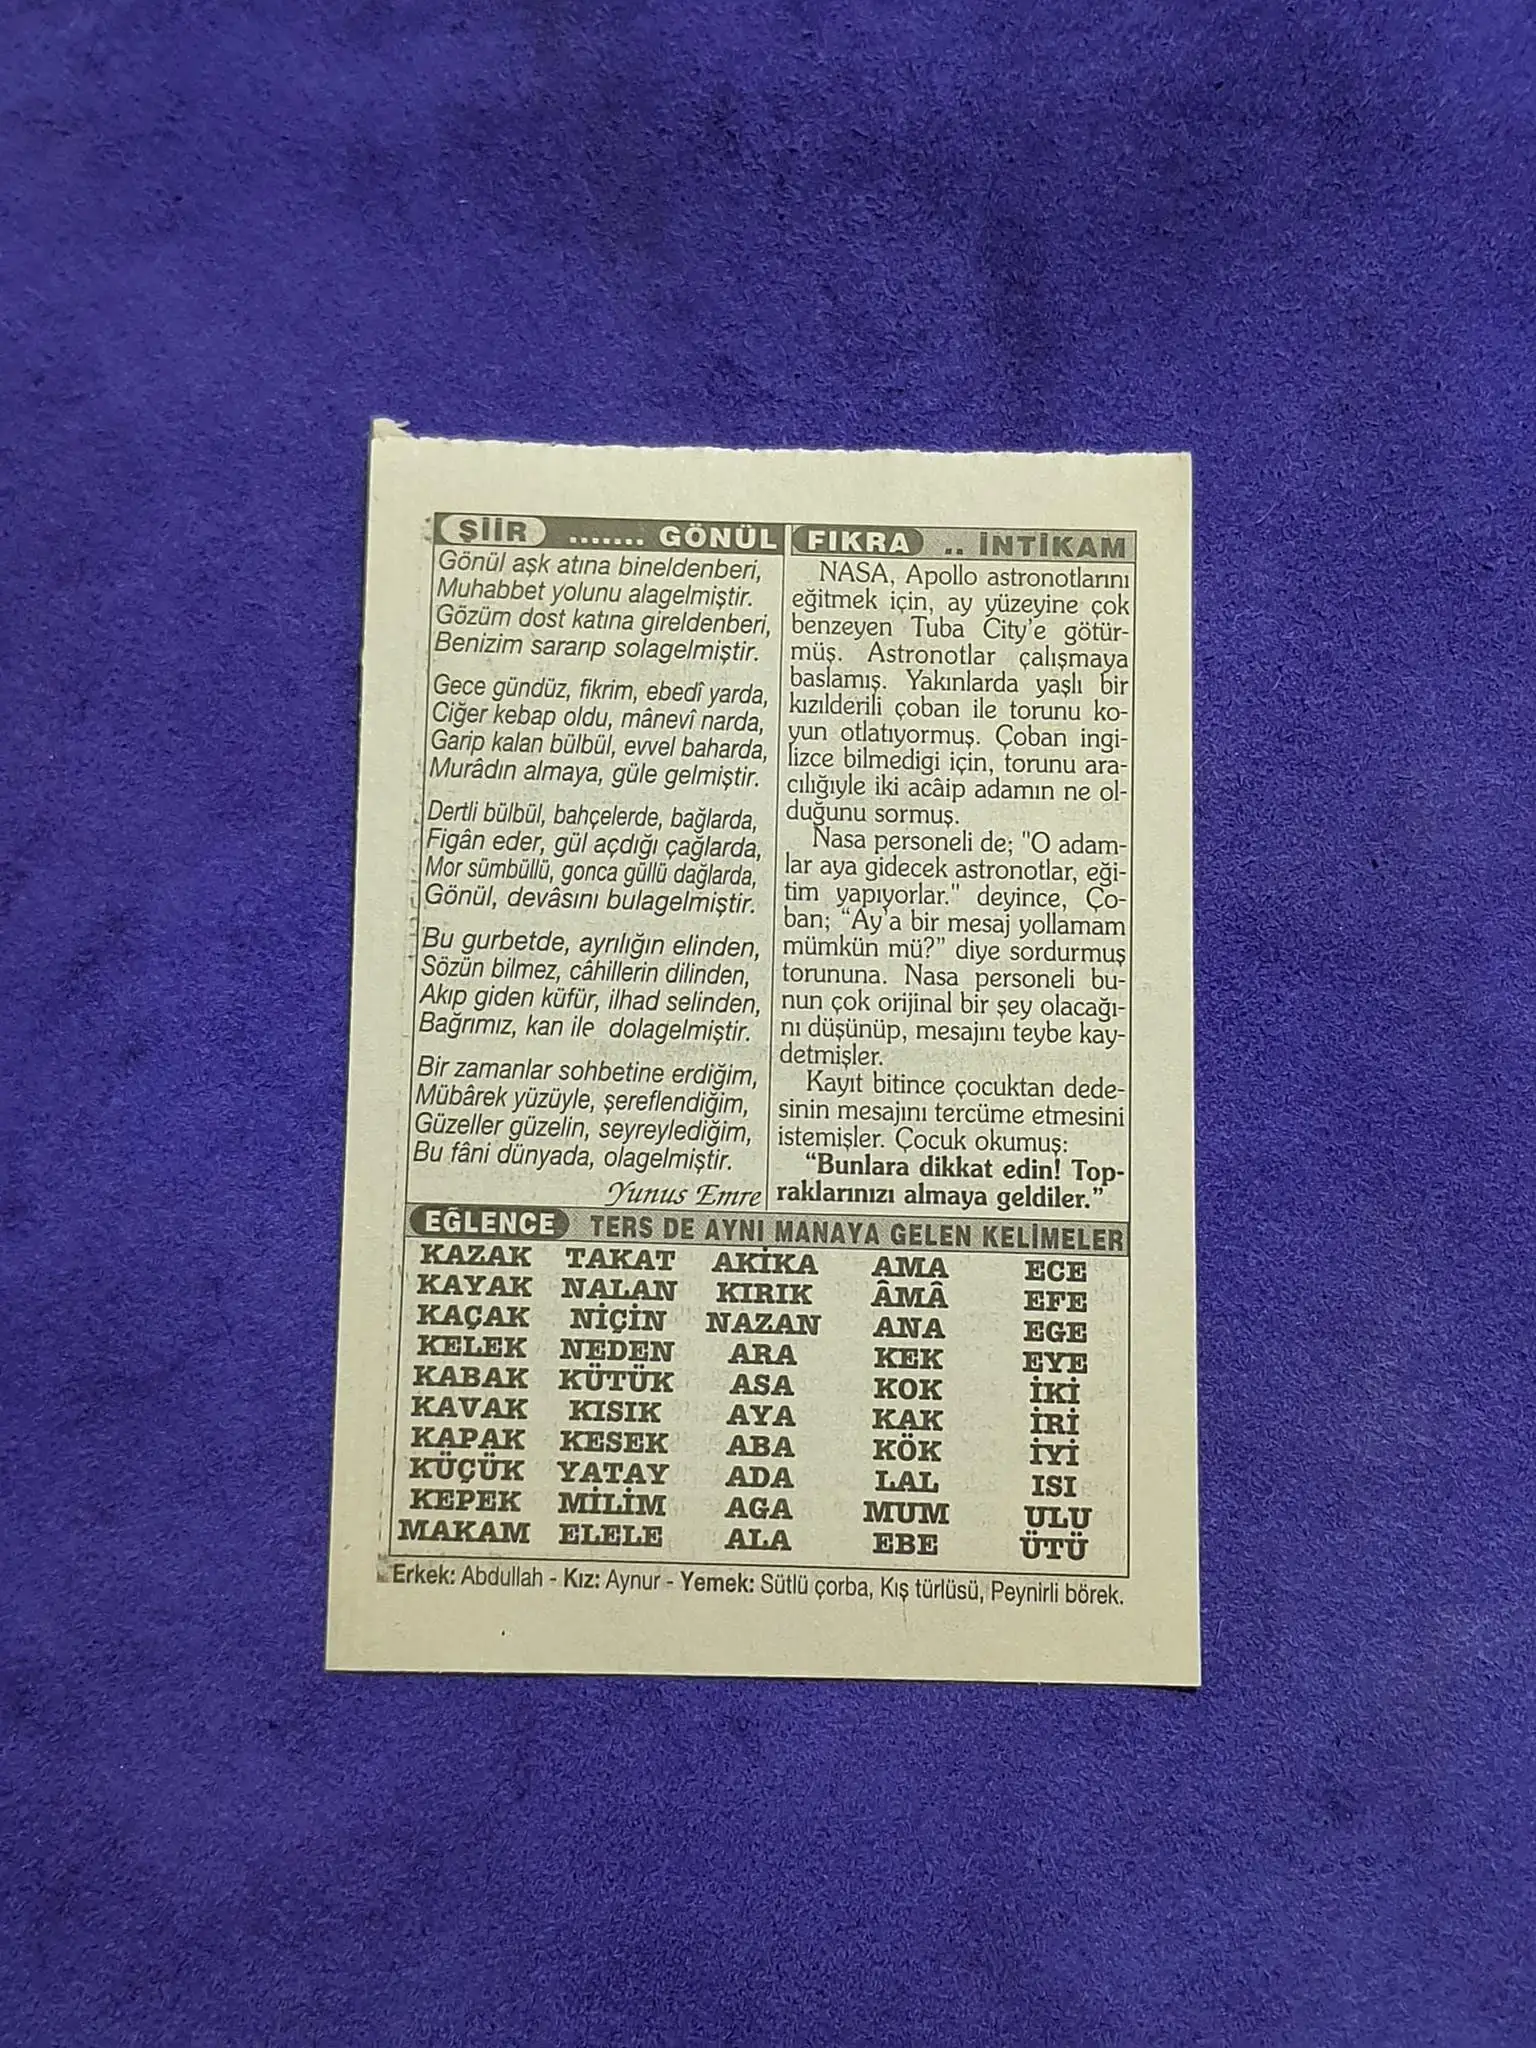 ŞİİR ....... GÖNÜL
Gönül aşk atına bineldenberi,
Muhabbet yolunu alagelmiştir.
Gözüm dost katına gireldenberi,
Benizim sararıp solagelmiştir.
Gece gündüz, fikrim, ebedî yarda,
Ciğer kebap oldu, mânevî narda,
Garip kalan bülbül, evvel baharda,
Murâdın almaya, güle gelmiştir.
Dertli bülbül, bahçelerde, bağlarda,
Figân eder, gül açdığı çağlarda,
Mor sümbüllü, gonca güllü dağlarda,
Gönül, devâsını bulagelmiştir.
Bu gurbetde, ayrılığın elinden,
Sözün bilmez, câhillerin dilinden,
Akıp giden küfür, ilhad selinden,
Bağrımız, kan ile dolagelmiştir.
Bir zamanlar sohbetine erdiğim,
Mübârek yüzüyle, şereflendiğim,
Güzeller güzelin, seyreylediğim,
Bu fâni dünyada, olagelmiştir.
Yunus Emre
FIKRA .. İNTİKAM
NASA, Apollo astronotlarını
eğitmek için, ay yüzeyine çok
benzeyen Tuba City'e götür-
müş. Astronotlar çalışmaya
baslamış. Yakınlarda yaşlı bir
kızılderili çoban ile torunu ko-
yun otlatıyormuş. Çoban ingi-
lizce bilmedigi için, torunu ara-
cılığıyle iki acâip adamın ne ol-
duğunu sormuş.
Nasa personeli de; "O adam-
lar aya gidecek astronotlar, eği-
tim yapıyorlar." deyince, Ço-
ban; “Ay'a bir mesaj yollamam
mümkün mü?” diye sordurmuş
torununa. Nasa personeli bu-
nun çok orijinal bir şey olacağı-
nı düşünüp, mesajını teybe kay-
detmişler.
Kayıt bitince çocuktan dede-
sinin mesajını tercüme etmesini
istemişler. Çocuk okumuş:
“Bunlara dikkat edin! Top-
raklarınızı almaya geldiler.”
EĞLENCE TERS DE AYNI MANAYA GELEN KELİMELER
KAZAK TAKAT AKİKA AMA ECE
KAYAK NALAN KIRIK ÂMÂ EFE
KAÇAK NİÇİN NAZAN ANA EGE
KELEK NEDEN ARA KEK EYE
KABAK KÜTÜK ASA KOK İKİ
KAVAK KISIK AYA KAK İRİ
KAPAK KESEK ABA KÖK İYİ
KÜÇÜK YATAY ADA LAL ISI
KEPEK MİLİM AGA MUM ULU
MAKAM ELELE ALA EBE ÜTÜ
Erkek: Abdullah - Kız: Aynur - Yemek: Sütlü çorba, Kış türlüsü, Peynirli börek.